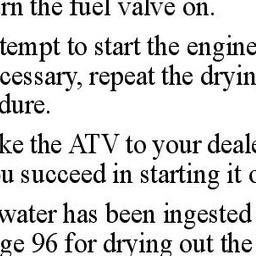 rn the fuel valve on.
tempt to start the engine
cessary, repeat the dryin
dure.
ke the ATV to your deale
u succeed in starting it o
water has been ingested
ge 96 for drying out the